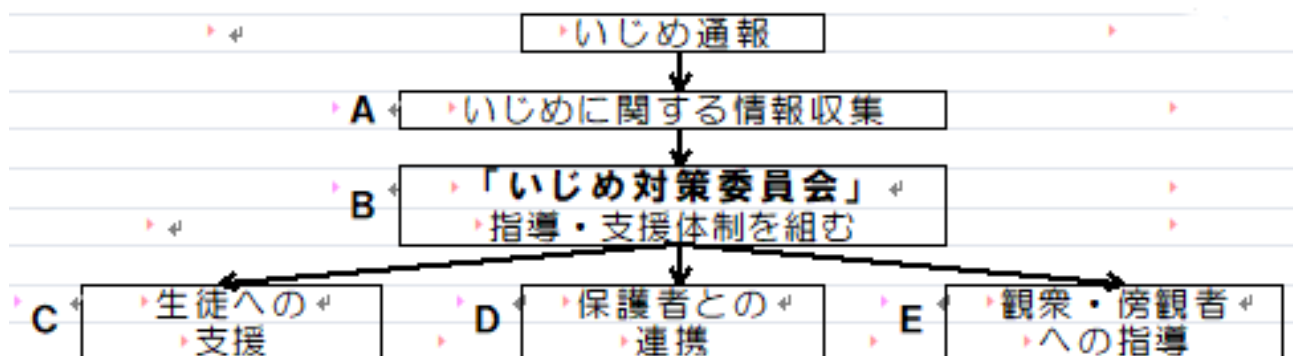 いじめ通報
A いじめに関する情報収集
B 「いじめ対策委員会」
指導・支援体制を組む
C 生徒への
支援
D 保護者との
連携
E 観衆・傍観者
への指導